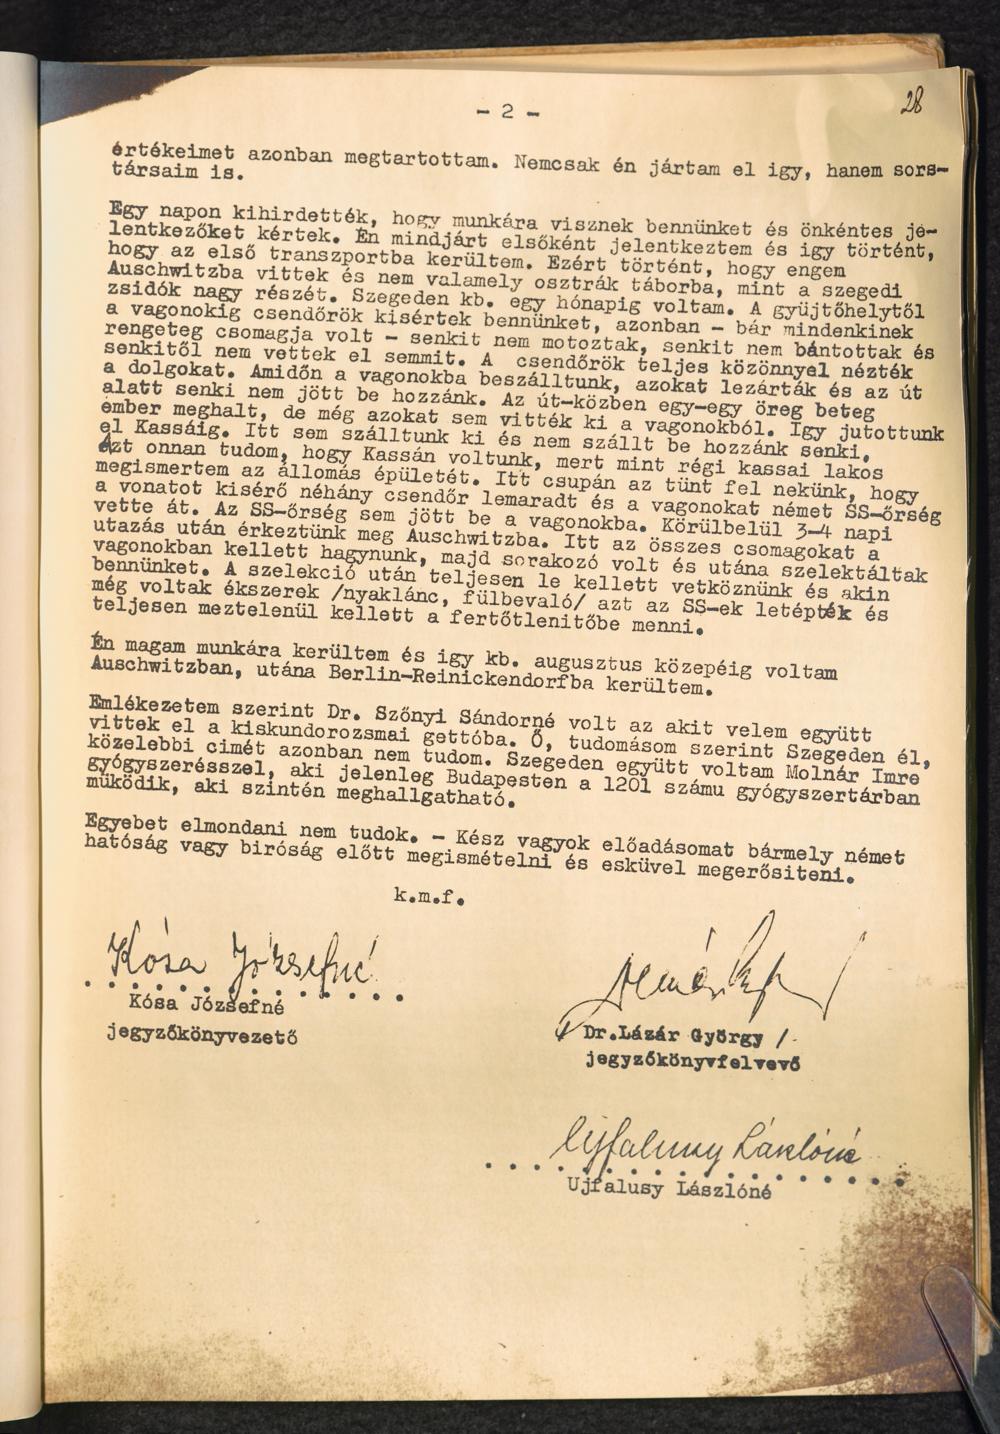 - 2 -
28
értékeimet azonban megtartottam. Nemcsak én jártam el igy, hanem sors-
társaim is.
Egy napon kihirdették, hogy munkára visznek bennünket és önkéntes je-
lentkezőket kértek. Én mindjárt elsőként jelentkeztem és igy történt,
hogy az első transzportba kerültem. Ezért történt, hogy engem
Auschwitzba vittek és nem valamely osztrák táborba, mint a szegedi
zsidók nagy részét. Szegeden kb. egy hónapig voltam. A gyüjtőhelytől
a vagonokig csendőrök kisértek bennünket, azonban - bár mindenkinek
rengeteg csomagja volt - senkit nem motoztak, senkit nem bántottak és
senkitől nem vettek el semmit. A csendőrök teljes közönnyel nézték
a dolgokat. Amidőn a vagonokba beszálltunk, azokat lezárták és az út
alatt senki nem jött be hozzánk. Az út-közben egy-egy öreg beteg
ember meghalt, de még azokat sem vitték ki a vagonokból. Igy jutottunk
el Kassáig. Itt sem szálltunk ki és nem szállt be hozzánk senki.
Azt onnan tudom, hogy Kassán voltunk, mert mint régi kassai lakos
megismertem az állomás épületét. Itt csupán az tünt fel nekünk, hogy
a vonatot kisérő néhány csendőr lemaradt és a vagonokat német SS-őrség
vette át. Az SS-őrség sem jött be a vagonokba. Körülbelül 3-4 napi
utazás után érkeztünk meg Auschwitzba. Itt az összes csomagokat a
vagonokban kellett hagynunk, majd sorakozó volt és utána szelektáltak
bennünket. A szelekció után teljesen le kellett vetköznünk és akin
még voltak ékszerek /nyaklánc, fülbevaló/ azt az SS-ek letépték és
teljesen meztelenül kellett a fertőtlenitőbe menni.
Én magam munkára kerültem és igy kb. augusztus közepéig voltam
Auschwitzban, utána Berlin-Reinickendorfba kerültem.
Emlékezetem szerint Dr. Szőnyi Sándorné volt az akit velem együtt
vittek el a kiskundorozsmai gettóba. Ő, tudomásom szerint Szegeden él,
közelebbi cimét azonban nem tudom. Szegeden együtt voltam Molnár Imre
gyógyszerésszel, aki jelenleg Budapesten a 1201 számu gyógyszertárban
müködik, aki szintén meghallgatható.
Egyebet elmondani nem tudok. - Kész vagyok előadásomat bármely német
hatóság vagy biróság előtt megismételni és esküvel megerősiteni.
k.m.f.
Kósa Józsefné
. . . . . . . . . . . . . . . .
Kósa Józsefné
jegyzőkönyvezető
/ Dr.Lázár György /.
jegyzőkönyvfelvevő
Ujfalusy Lászlóné
. . . . . . . . . . . . . . . . . .
Ujfalusy Lászlóné